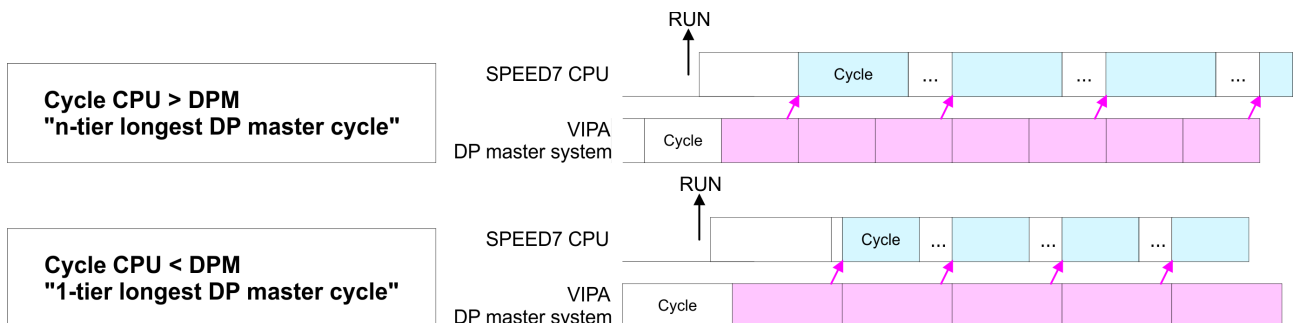 RUN
SPEED7 CPU
Cycle
...
...
...
Cycle CPU > DPM
"n-tier longest DP master cycle"
VIPA
DP master system
Cycle
RUN
SPEED7 CPU
Cycle
...
...
...
Cycle CPU < DPM
"1-tier longest DP master cycle"
VIPA
DP master system
Cycle